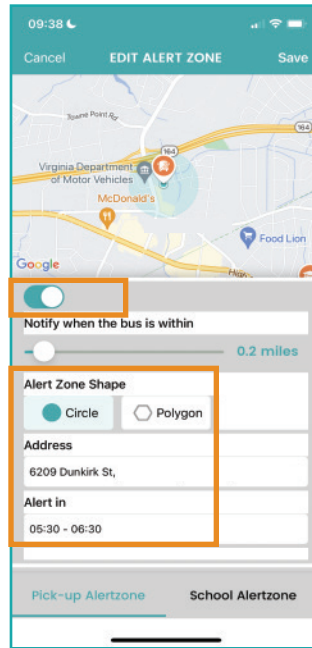 09:38
Cancel EDIT ALERT ZONE Save
Towne Point Rd
164
164
Virginia Department
of Motor Vehicles
McDonald's
Food Lion
Google
High
Notify when the bus is within
0.2 miles
Alert Zone Shape
Circle Polygon
Address
6209 Dunkirk St,
Alert in
05:30 - 06:30
Pick-up Alertzone School Alertzone